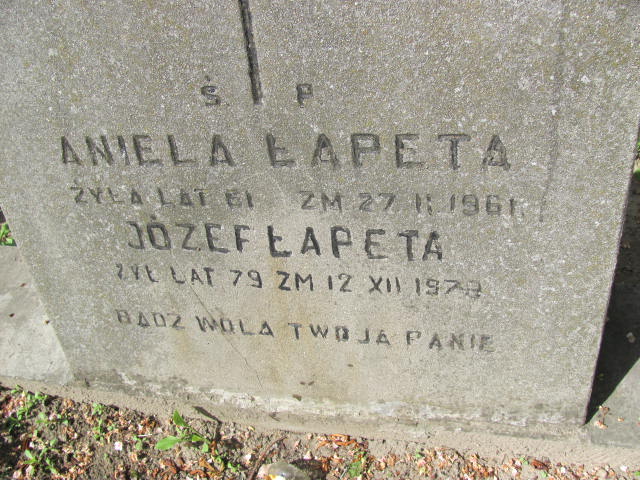 Ś. P
ANIELA ŁAPETA
ŻYŁA LAT 61 ZM 27 II 1961
JÓZEF ŁAPETA
ŻYŁ LAT 79 ZM 12 XII
BĄDŹ WOLA TWOJA PANIE